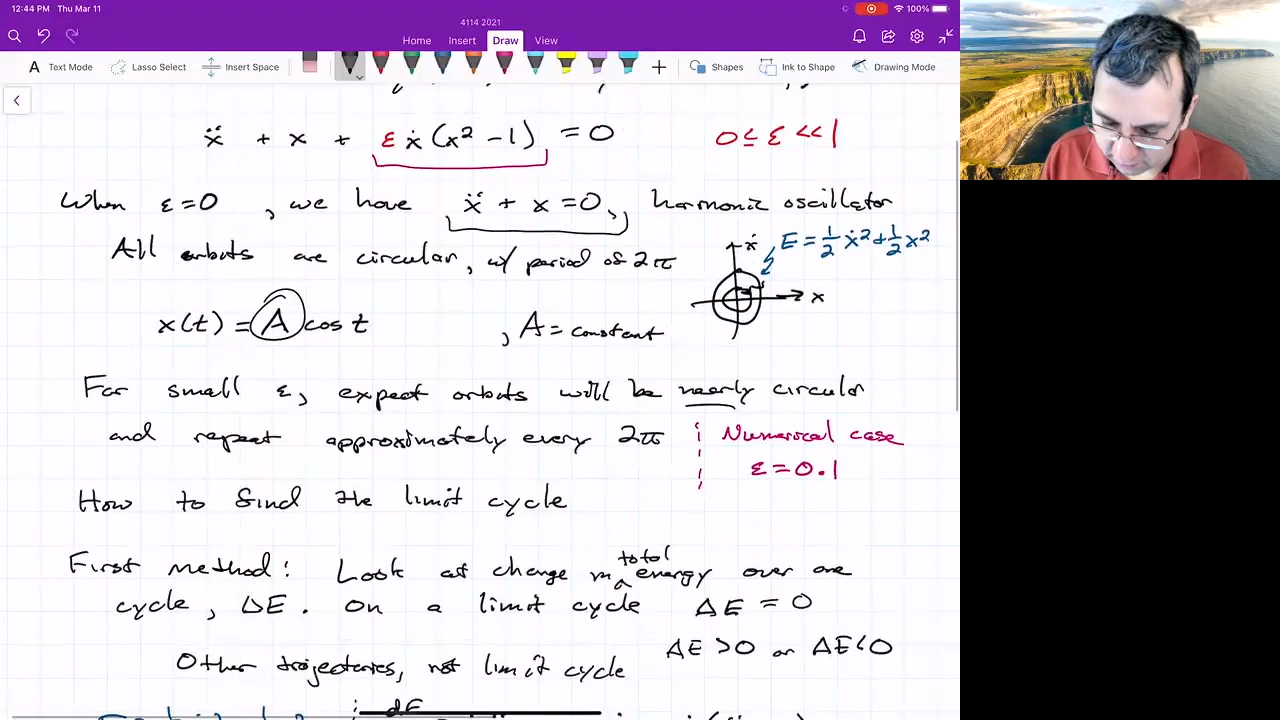 12:44 PM Thu Mar 11
100%
4114 2021
Home Insert Draw View
Text Mode Lasso Select Insert Space Shapes Ink to Shape Drawing Mode
ẍ + x + ε ẋ (x² - 1) = 0 0 ≤ ε << 1
When ε = 0, we have ẍ + x = 0, harmonic oscillator
ẋ E = 1/2 ẋ² + 1/2 x²
All orbits are circular, w/ period of 2π
x
x(t) = A cos t, A = constant
For small ε, expect orbits will be nearly circular
and repeat approximately every 2π
Numerical case
ε = 0.1
How to find the limit cycle
First method: Look at change in total energy over one
cycle, ΔE. On a limit cycle ΔE = 0
Other trajectories, not limit cycle ΔE > 0 or ΔE < 0
dE